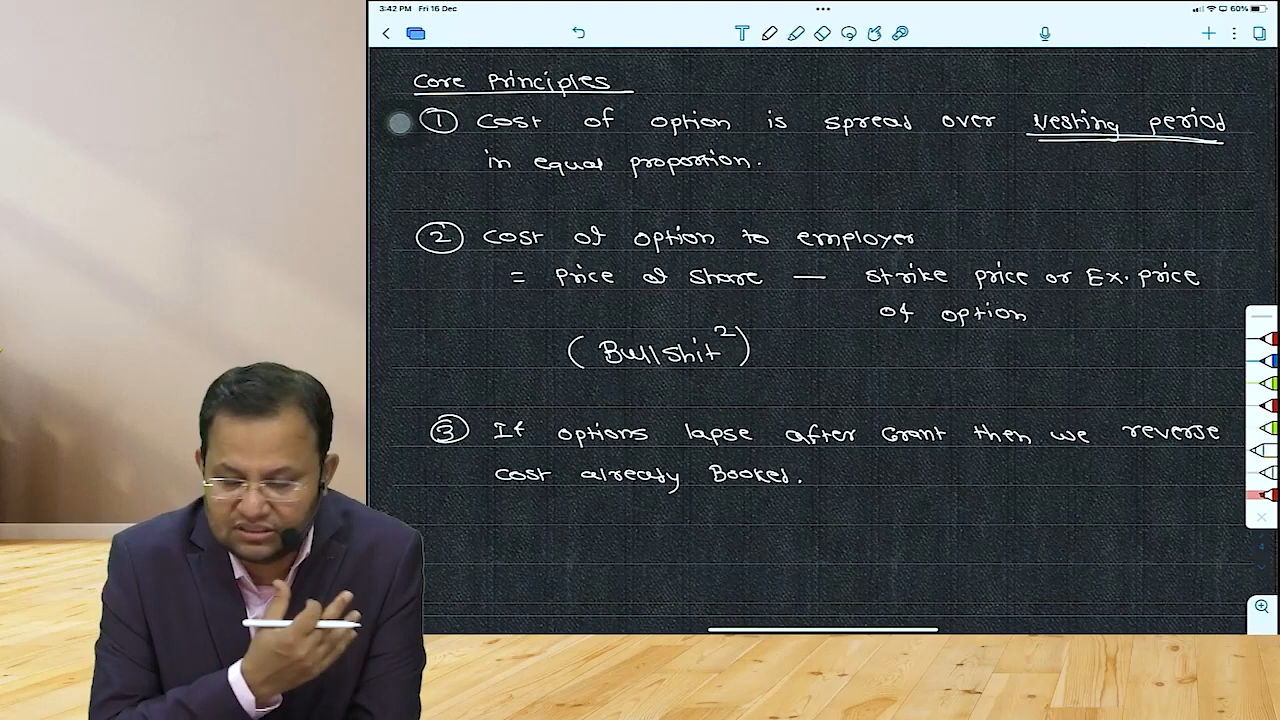 3:42 PM Fri 16 Dec
60%
T
Core Principles
① Cost of option is spread over Vesting period
in equal proportion.
② Cost of option to employer
= Price of Share — Strike price or Ex. price
of option
(Bullshit²)
③ If options lapse after Grant then we reverse
cost already Booked.
4